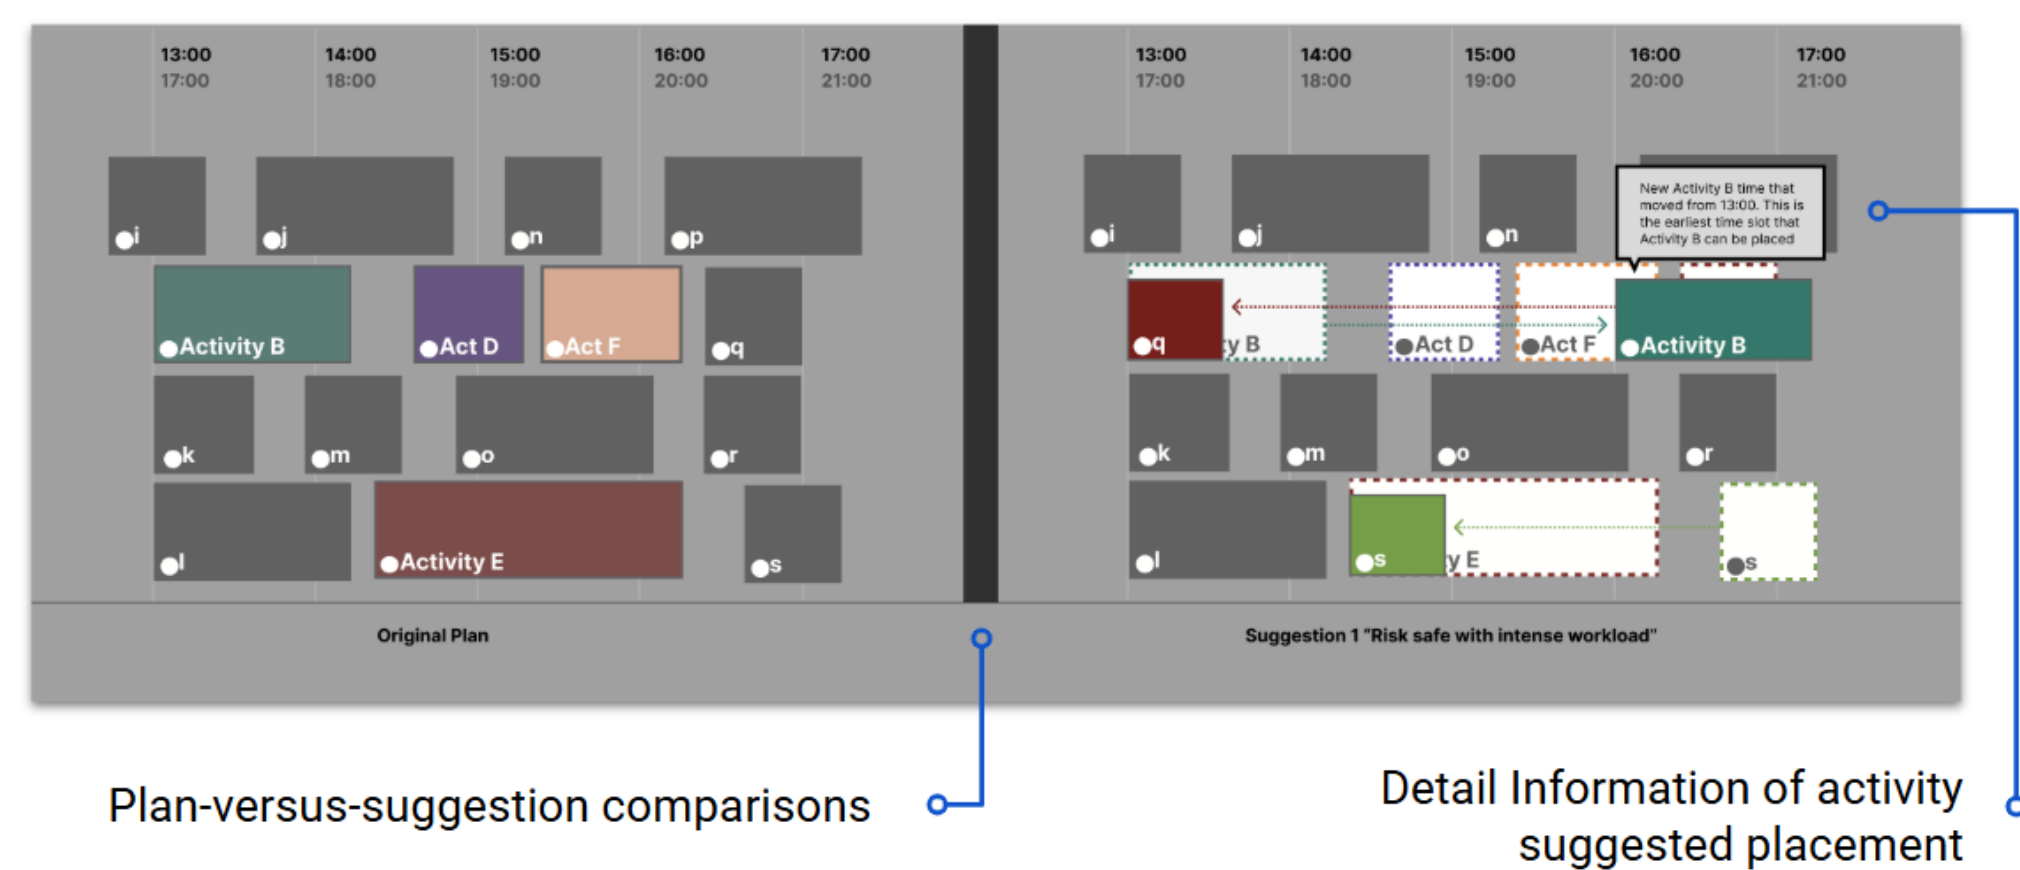 13:00 14:00 15:00 16:00 17:00
17:00 18:00 19:00 20:00 21:00
i j n p
Activity B Act D Act F q
k m o r
l Activity E s
Original Plan
13:00 14:00 15:00 16:00 17:00
17:00 18:00 19:00 20:00 21:00
New Activity B time that
moved from 13:00. This is
the earliest time slot that
Activity B can be placed
i j n
q y B Act D Act F Activity B
k m o r
l s y E s
Suggestion 1 "Risk safe with intense workload"
Plan-versus-suggestion comparisons
Detail Information of activity
suggested placement